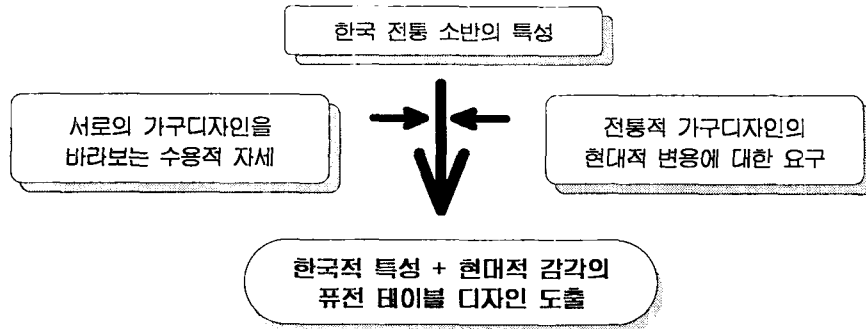 한국 전통 소반의 특성
서로의 가구디자인을
바라보는 수용적 자세
전통적 가구디자인의
현대적 변용에 대한 요구
한국적 특성 + 현대적 감각의
퓨전 테이블 디자인 도출